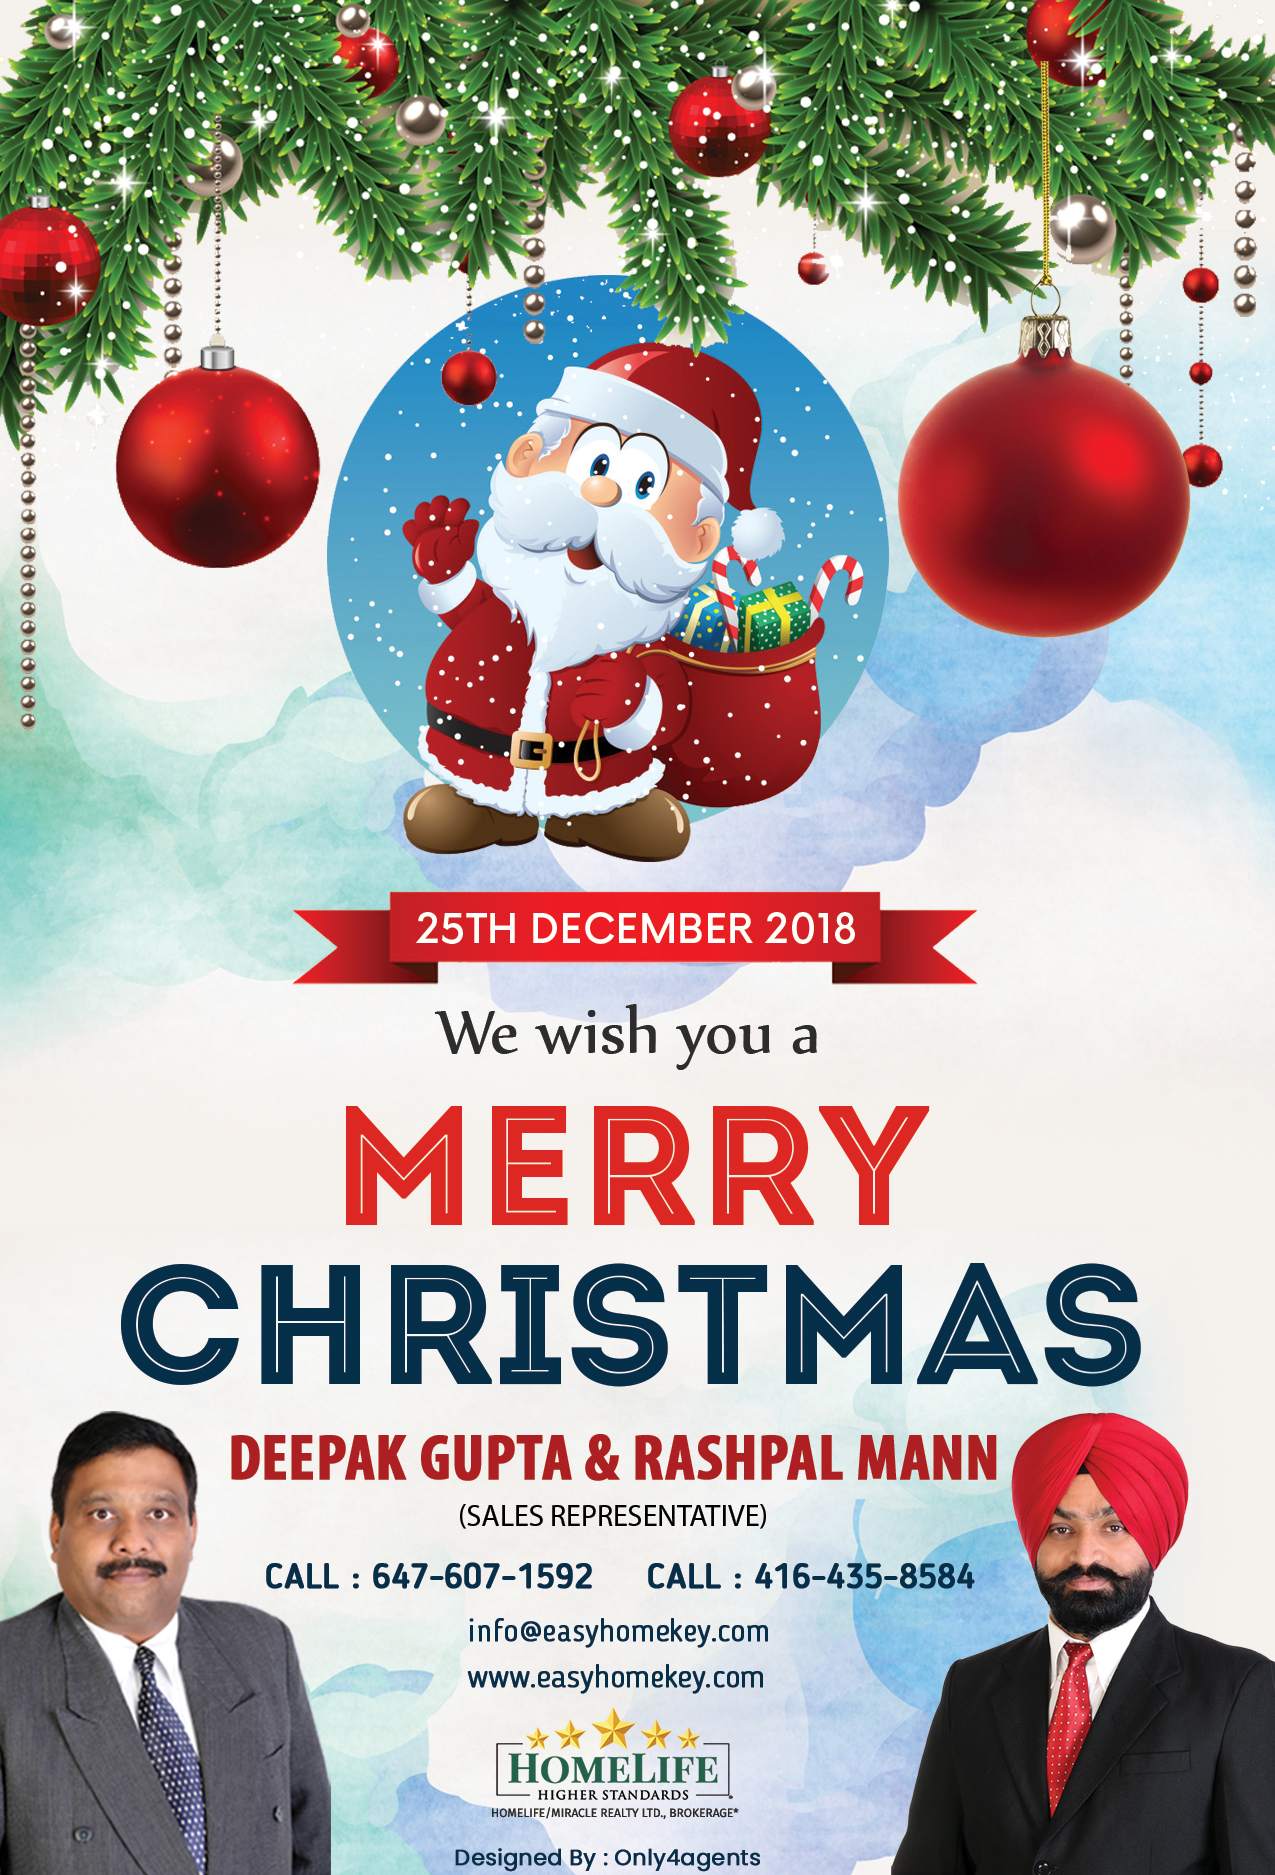 25TH DECEMBER 2018
We wish you a
MERRY
CHRISTMAS
DEEPAK GUPTA & RASHPAL MANN
(SALES REPRESENTATIVE)
CALL : 647-607-1592 CALL : 416-435-8584
info@easyhomekey.com
www.easyhomekey.com
HOMELIFE
HIGHER STANDARDS
HOMELIFE/MIRACLE REALTY LTD., BROKERAGE*
Designed By : Only4agents